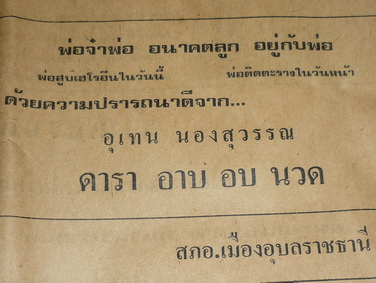 พ่อจ๋าพ่อ อนาคตลูก อยู่กับพ่อ
พ่อสูบเฮโรอีนในวันนี้ พ่อติดตะรางในวันหน้า
ด้วยความปรารถนาดีจาก...
อุเทน นองสุวรรณ
ดารา อาบ อบ นวด
สภอ.เมืองอุบลราชธานี